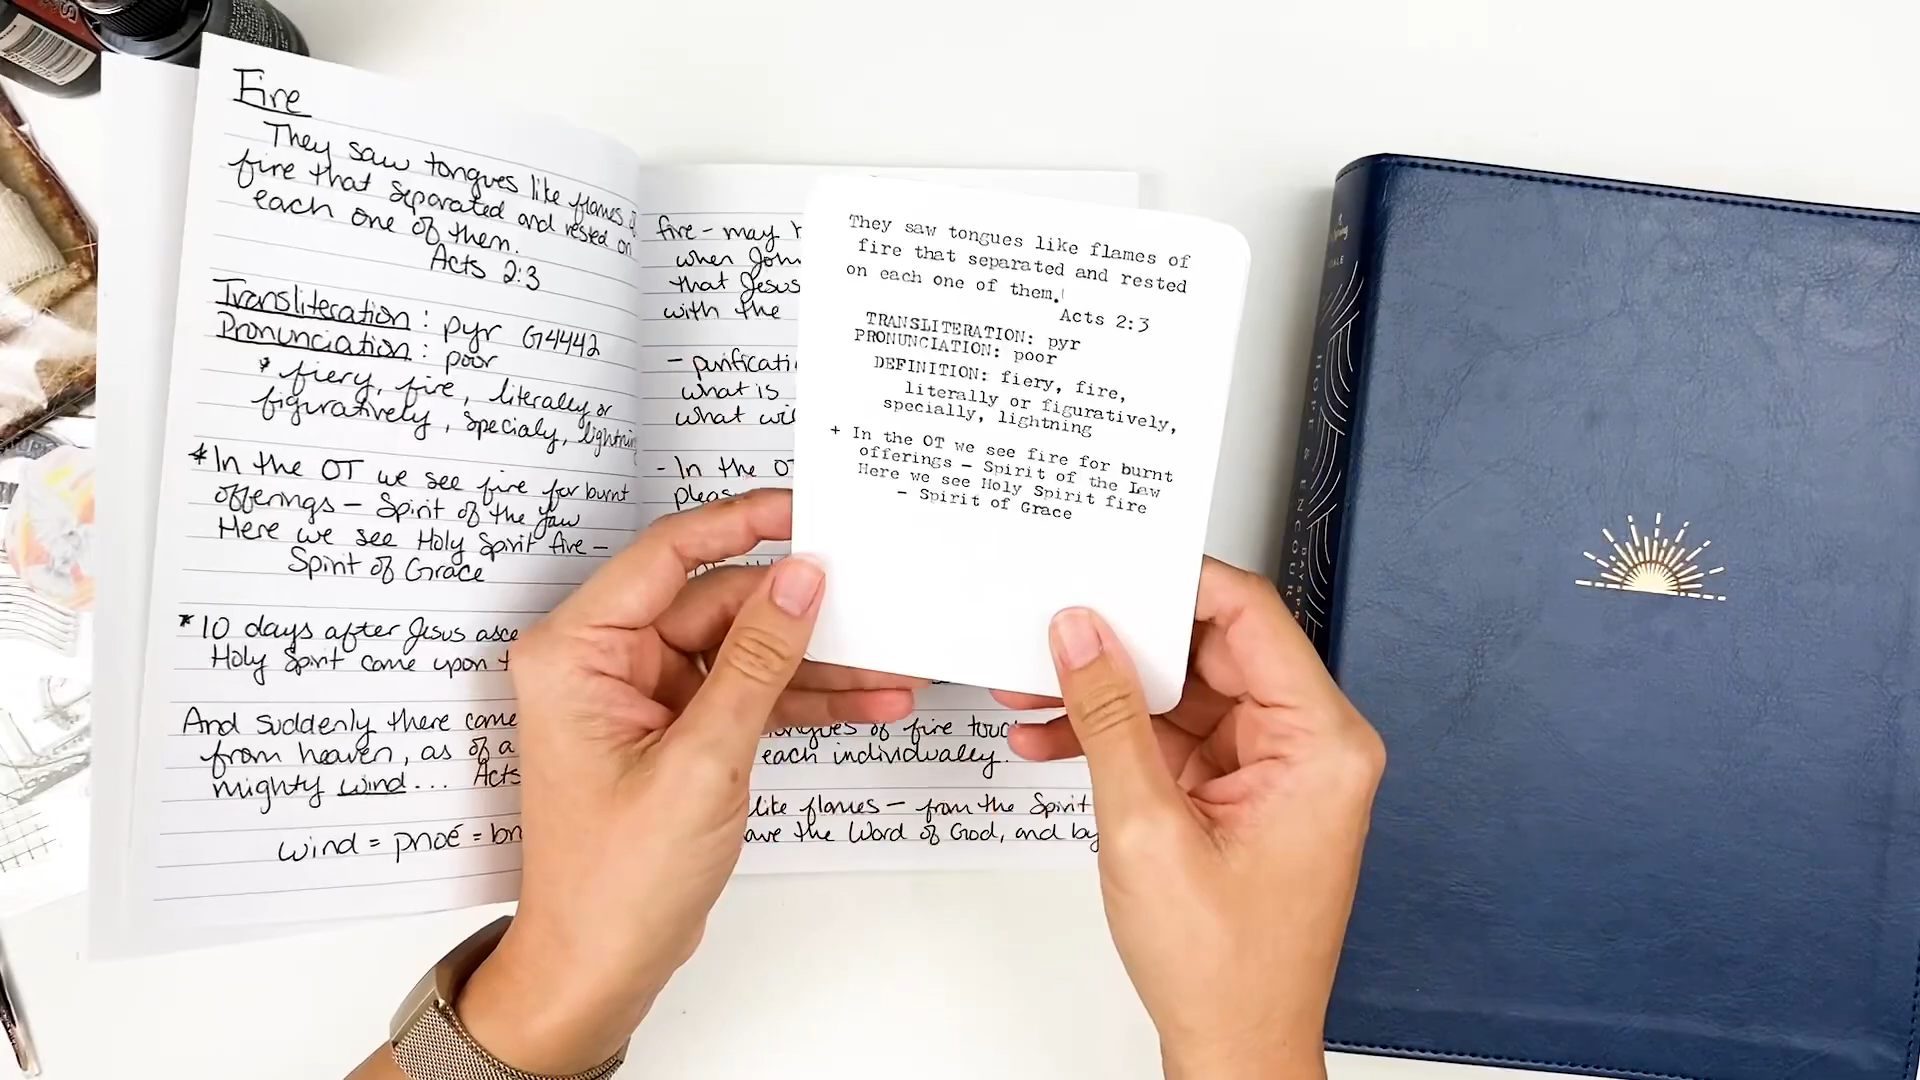 Fire
They saw tongues like flames of
fire that separated and rested on
each one of them.
Acts 2:3
Transliteration: pyr G4442
Pronunciation: poor
* fiery, fire, literally or
figuratively, specialy, lightnin
*In the OT we see fire for burnt
offerings - Spirit of the Law
Here we see Holy Spirit fire -
Spirit of Grace
*10 days after Jesus asce
Holy Spirit came upon t
And suddenly there came
from heaven, as of a
mighty wind... Acts
wind = pnoé = br
fire - may h
when John
that Jesus
with the
- purificati
what is
what wil
- In the OT
pleas
tongues of fire touc
each individually.
like flames - from the Spirit
ave the Word of God, and by
They saw tongues like flames of
fire that separated and rested
on each one of them.
Acts 2:3
TRANSLITERATION: pyr
PRONUNCIATION: poor
DEFINITION: fiery, fire,
literally or figuratively,
specially, lightning
+ In the OT we see fire for burnt
offerings - Spirit of the Law
Here we see Holy Spirit fire
- Spirit of Grace
HOPE & ENCOUR
DAYSP